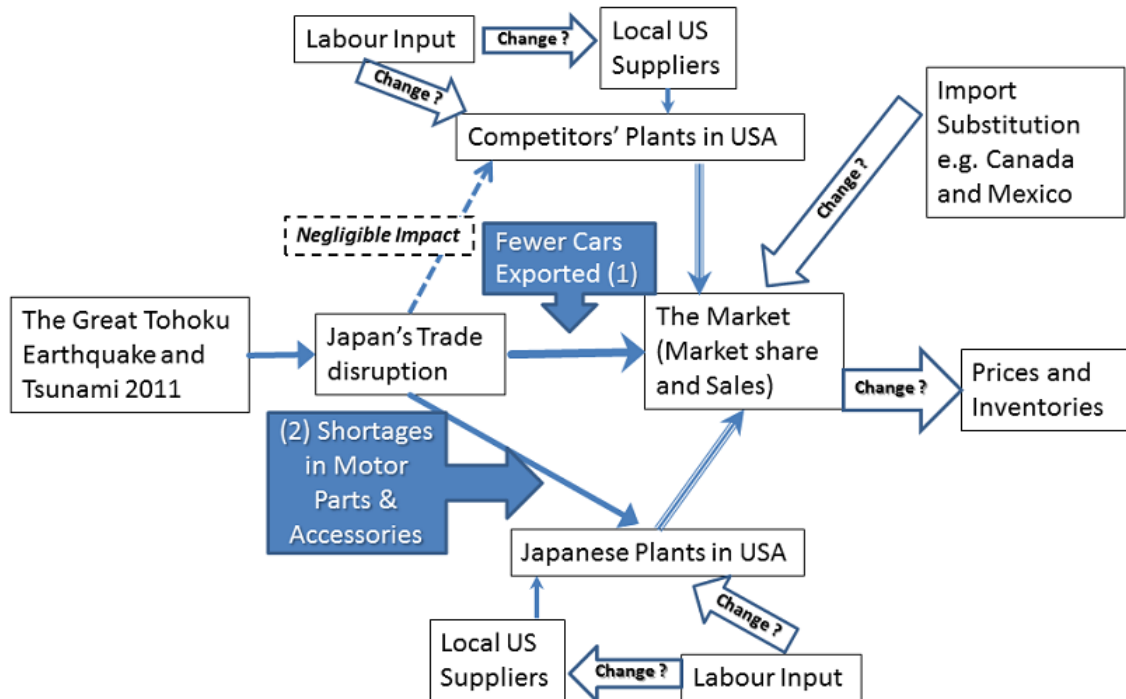 Labour Input
Change ?
Local US
Suppliers
Change ?
Competitors' Plants in USA
Import
Substitution
e.g. Canada
and Mexico
Change ?
Negligible Impact
Fewer Cars
Exported (1)
The Great Tohoku
Earthquake and
Tsunami 2011
Japan's Trade
disruption
The Market
(Market share
and Sales)
Change ?
Prices and
Inventories
(2) Shortages
in Motor
Parts &
Accessories
Japanese Plants in USA
Change ?
Local US
Suppliers
Change ?
Labour Input